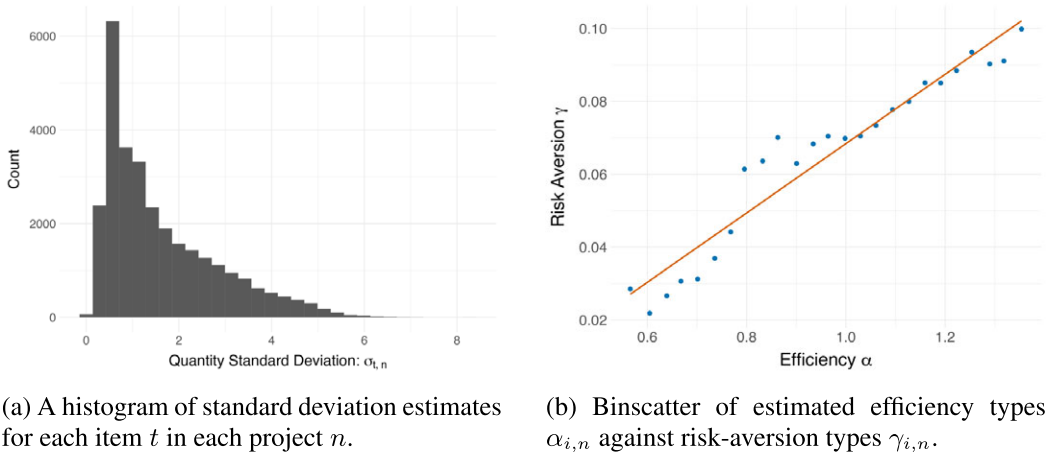 6000
4000
2000
0
Count
0 2 4 6 8
Quantity Standard Deviation: σt, n
0.10
0.08
0.06
0.04
0.02
Risk Aversion γ
0.6 0.8 1.0 1.2
Efficiency α
(a) A histogram of standard deviation estimates
for each item t in each project n.
(b) Binscatter of estimated efficiency types
αi,n against risk-aversion types γi,n.